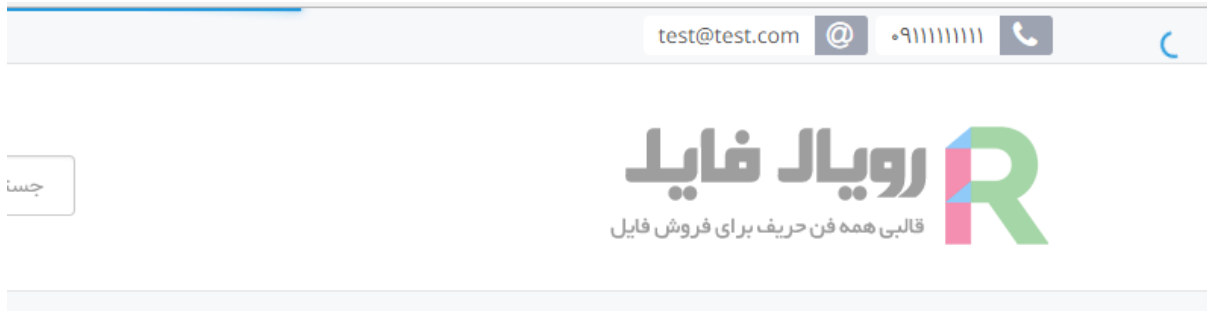 ۰۹۱۱۱۱۱۱۱۱۱ test@test.com
رویال فایل
قالبی همه فن حریف برای فروش فایل